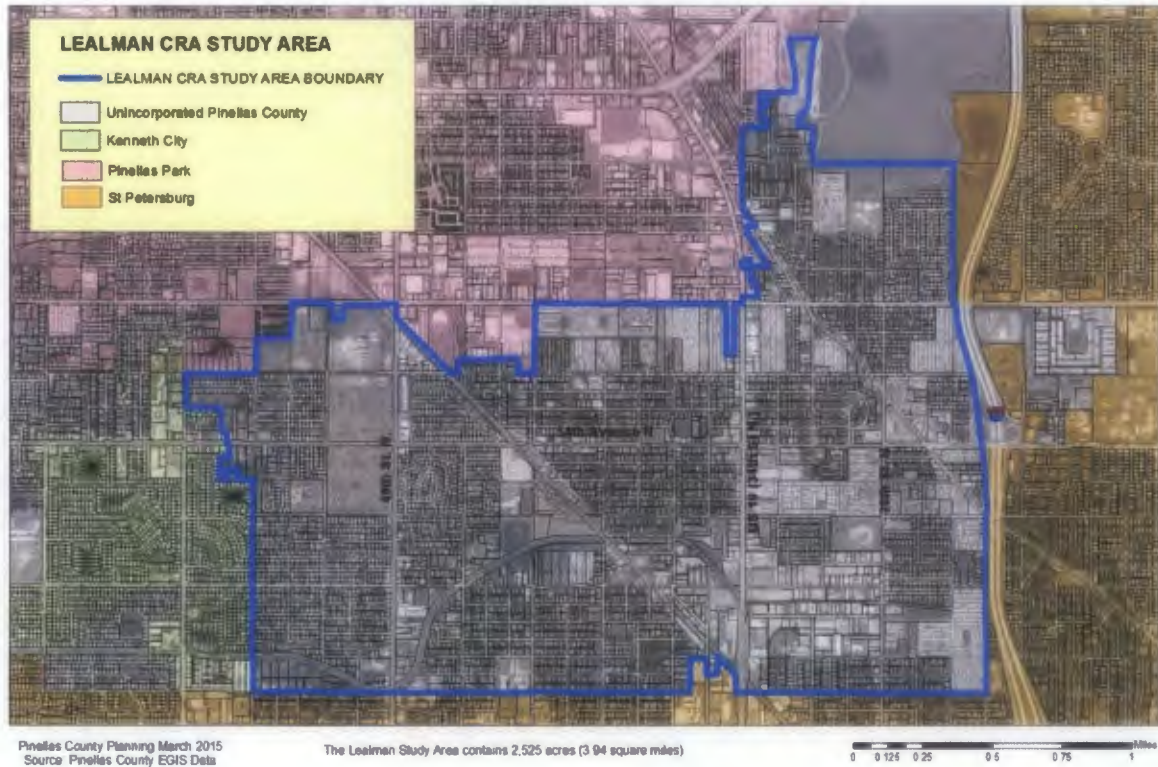 LEALMAN CRA STUDY AREA
LEALMAN CRA STUDY AREA BOUNDARY
Unincorporated Pinellas County
Kenneth City
Pinellas Park
St Petersburg
Pinellas County Planning March 2015
Source Pinellas County EGIS Data
The Lealman Study Area contains 2,525 acres (3 94 square miles)
Miles
0 0.125 0.25 0 5 0.75 1